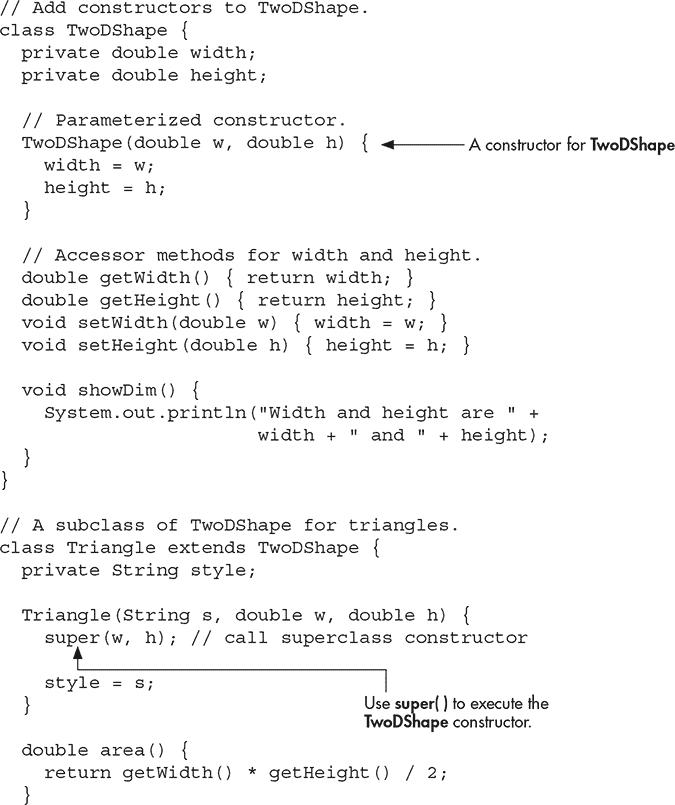 // Add constructors to TwoDShape.
class TwoDShape {
  private double width;
  private double height;

  // Parameterized constructor.
  TwoDShape(double w, double h) {
A constructor for TwoDShape
    width = w;
    height = h;
  }

  // Accessor methods for width and height.
  double getWidth() { return width; }
  double getHeight() { return height; }
  void setWidth(double w) { width = w; }
  void setHeight(double h) { height = h; }

  void showDim() {
    System.out.println("Width and height are " +
                       width + " and " + height);
  }
}

// A subclass of TwoDShape for triangles.
class Triangle extends TwoDShape {
  private String style;

  Triangle(String s, double w, double h) {
    super(w, h); // call superclass constructor

    style = s;
  }
Use super( ) to execute the
TwoDShape constructor.

  double area() {
    return getWidth() * getHeight() / 2;
  }